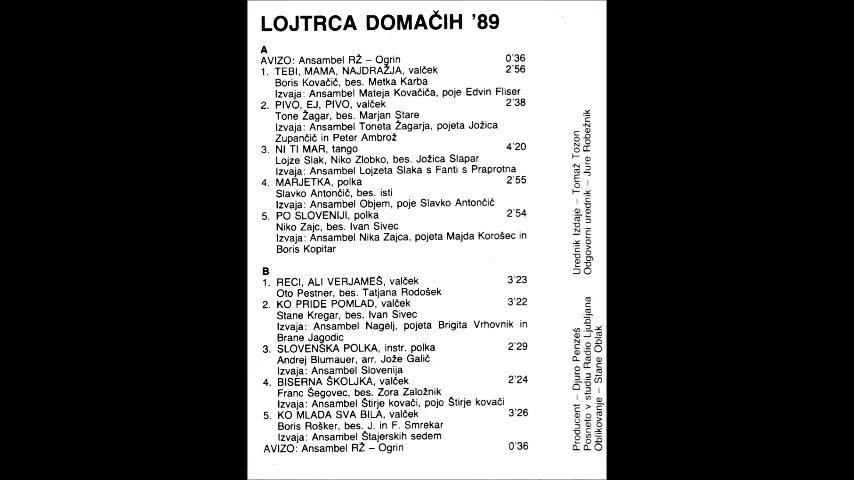 LOJTRCA DOMAČIH '89
A
AVIZO: Ansambel RŽ – Ogrin 0'36
1. TEBI, MAMA, NAJDRAŽJA, valček 2'56
Boris Kovačič, bes. Metka Karba
Izvaja: Ansambel Mateja Kovačiča, poje Edvin Fliser
2. PIVO, EJ, PIVO, valček 2'38
Tone Žagar, bes. Marjan Stare
Izvaja: Ansambel Toneta Žagarja, pojeta Jožica
Zupančič in Peter Ambrož
3. NI TI MAR, tango 4'20
Lojze Slak, Niko Zlobko, bes. Jožica Slapar
Izvaja: Ansambel Lojzeta Slaka s Fanti s Praprotna
4. MARJETKA, polka 2'55
Slavko Antončič, bes. isti
Izvaja: Ansambel Objem, poje Slavko Antončič
5. PO SLOVENIJI, polka 2'54
Niko Zajc, bes. Ivan Sivec
Izvaja: Ansambel Nika Zajca, pojeta Majda Korošec in
Boris Kopitar
B
1. RECI, ALI VERJAMEŠ, valček 3'23
Oto Pestner, bes. Tatjana Rodošek
2. KO PRIDE POMLAD, valček 3'22
Stane Kregar, bes. Ivan Sivec
Izvaja: Ansambel Nagelj, pojeta Brigita Vrhovnik in
Brane Jagodic
3. SLOVENSKA POLKA, instr. polka 2'29
Andrej Blumauer, arr. Jože Galič
Izvaja: Ansambel Slovenija
4. BISERNA ŠKOLJKA, valček 2'24
Franc Šegovec, bes. Zora Založnik
Izvaja: Ansambel Štirje kovači, pojo Štirje kovači
5. KO MLADA SVA BILA, valček 3'26
Boris Rošker, bes. J. in F. Smrekar
Izvaja: Ansambel Štajerskih sedem
AVIZO: Ansambel RŽ – Ogrin 0'36
Urednik Izdaje – Tomaž Tozon
Odgovorni urednik – Jure Robežnik
Producent – Djuro Penzeš
Posneto v studiu Radio Ljubljana
Oblikovanje – Stane Oblak